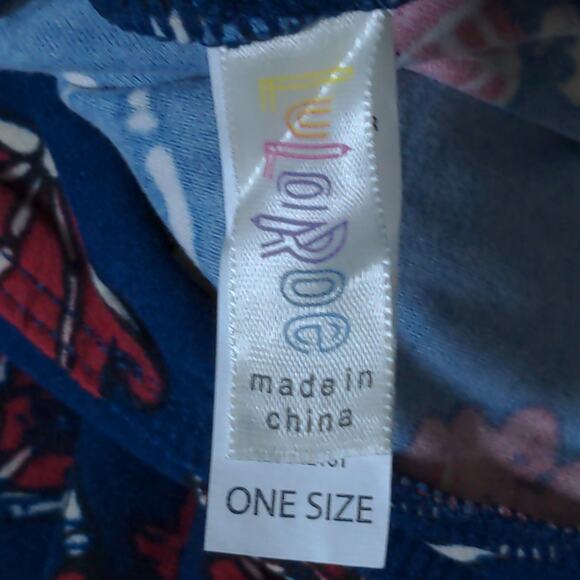 LuLaRoe
made in
china
ONE SIZE